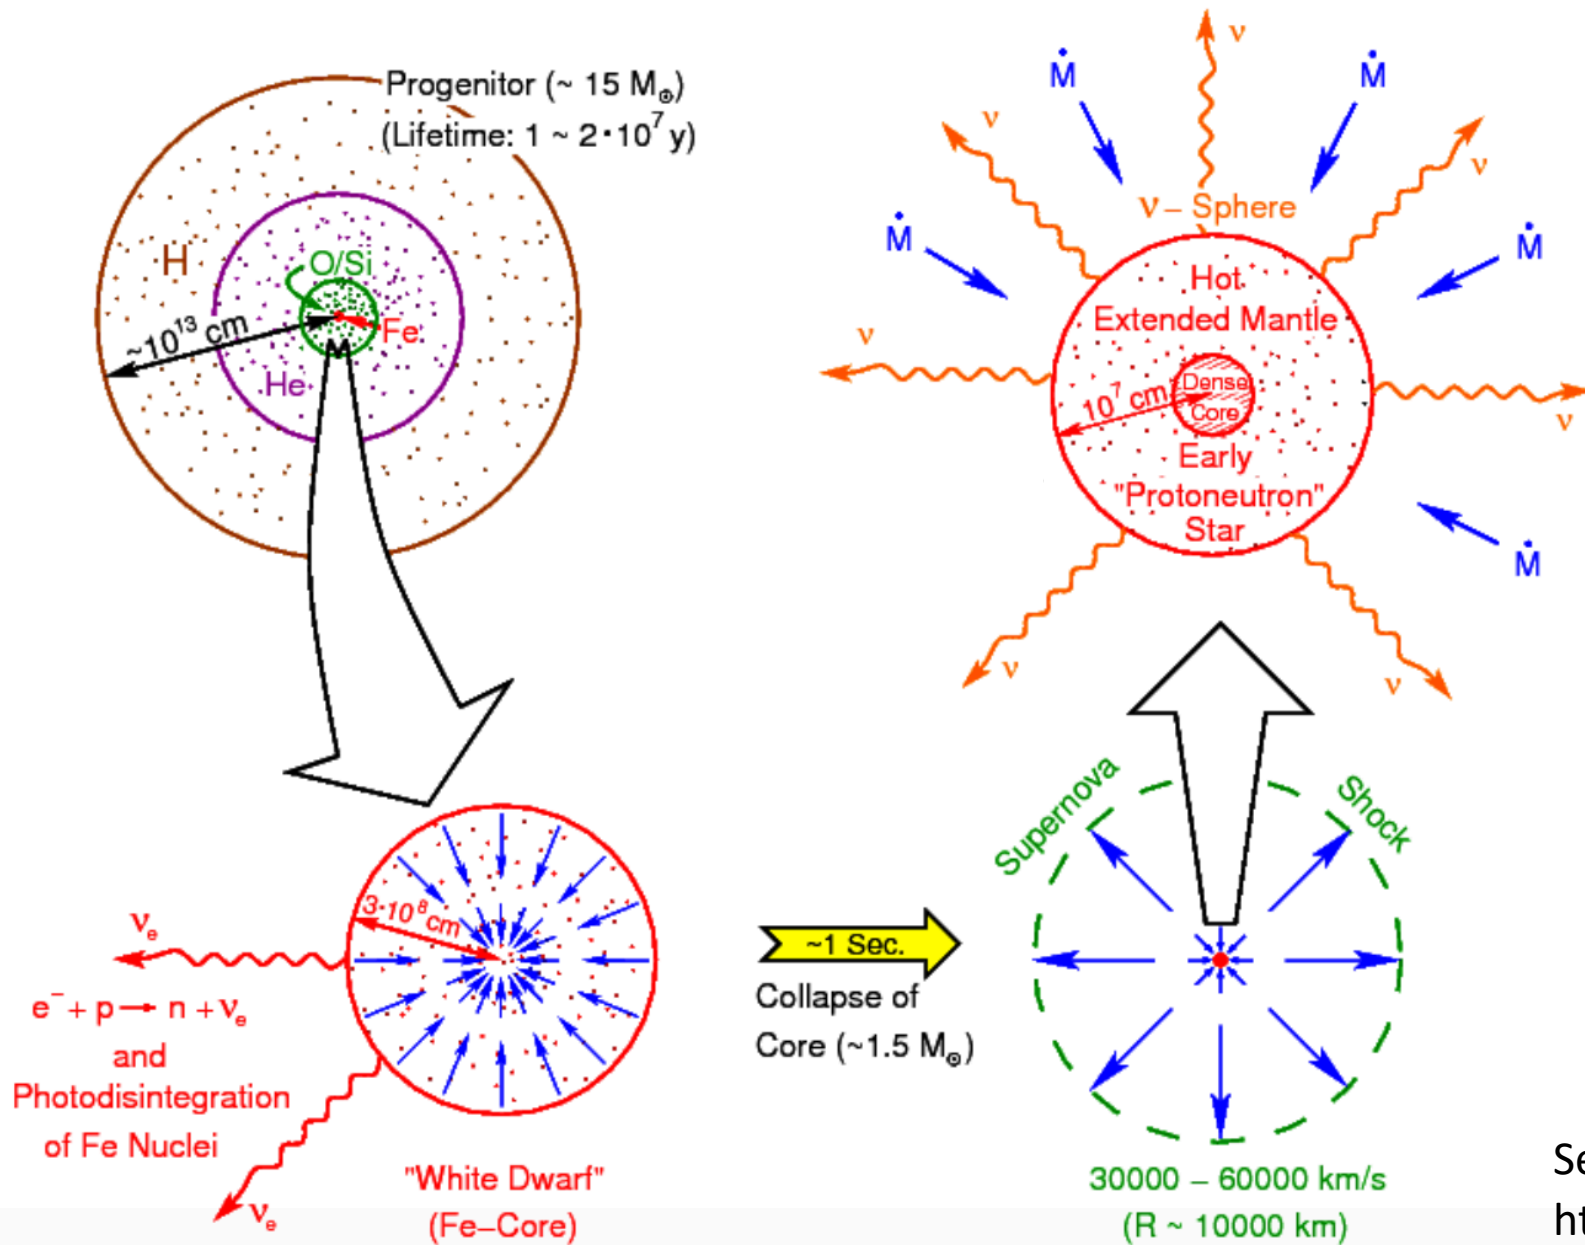 Progenitor (~ 15 M⊙)
(Lifetime: 1 ~ 2·10⁷ y)
H
O/Si
Fe
~10¹³ cm
He
Ṁ
Ṁ
Ṁ
Ṁ
Ṁ
ν
ν
ν
ν
ν
ν
ν
ν – Sphere
Hot
Extended Mantle
Dense
Core
10⁷ cm
Early
"Protoneutron"
Star
νₑ
e⁻ + p → n + νₑ
and
Photodisintegration
of Fe Nuclei
νₑ
3·10⁸ cm
"White Dwarf"
(Fe–Core)
~1 Sec.
Collapse of
Core (~1.5 M⊙)
Supernova
Shock
30000 – 60000 km/s
(R ~ 10000 km)
Se
ht